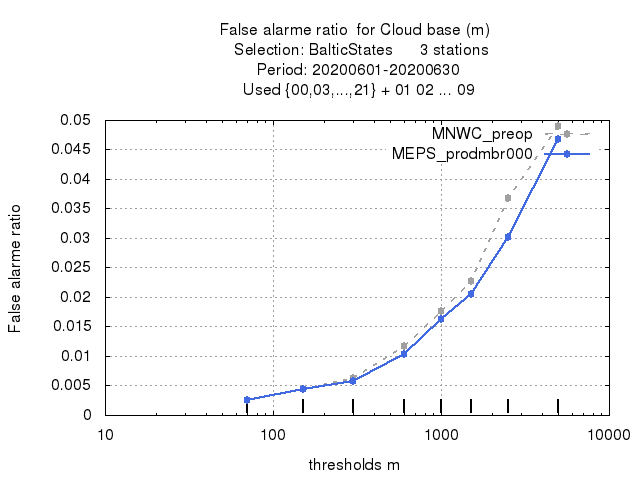 False alarme ratio  for Cloud base (m)
Selection: BalticStates      3 stations
Period: 20200601-20200630
Used {00,03,...,21} + 01 02 ... 09
MNWC_preop
MEPS_prodmbr000
0.05
0.045
0.04
0.035
0.03
0.025
0.02
0.015
0.01
0.005
0
False alarme ratio
10 100 1000 10000
thresholds m